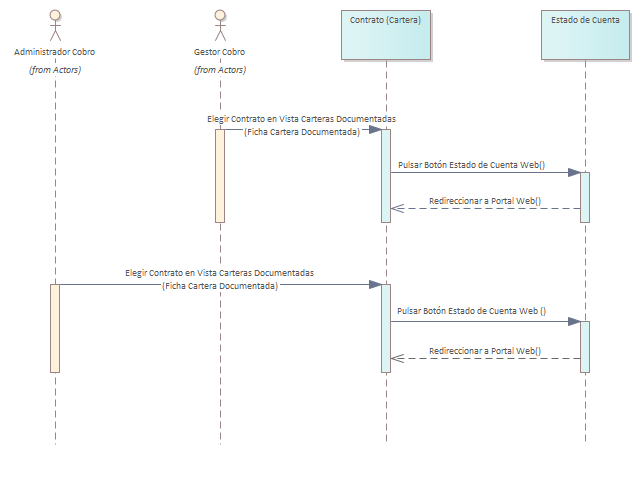 Contrato (Cartera)
Estado de Cuenta
Administrador Cobro
(from Actors)
Gestor Cobro
(from Actors)
Elegir Contrato en Vista Carteras Documentadas
(Ficha Cartera Documentada)
Pulsar Botón Estado de Cuenta Web()
Redireccionar a Portal Web()
Elegir Contrato en Vista Carteras Documentadas
(Ficha Cartera Documentada)
Pulsar Botón Estado de Cuenta Web ()
Redireccionar a Portal Web()